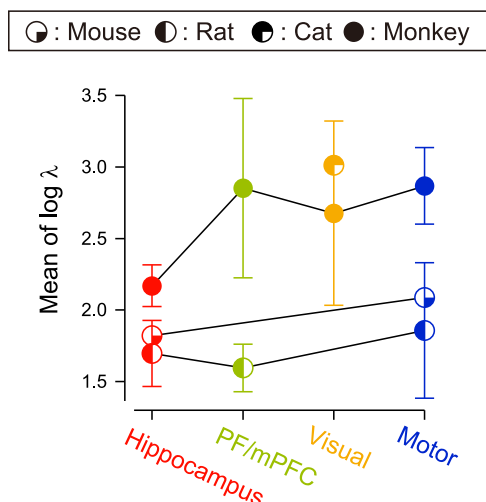 : Mouse : Rat : Cat : Monkey
3.5
3.0
2.5
2.0
1.5
Mean of log λ
Hippocampus
PF/mPFC
Visual
Motor